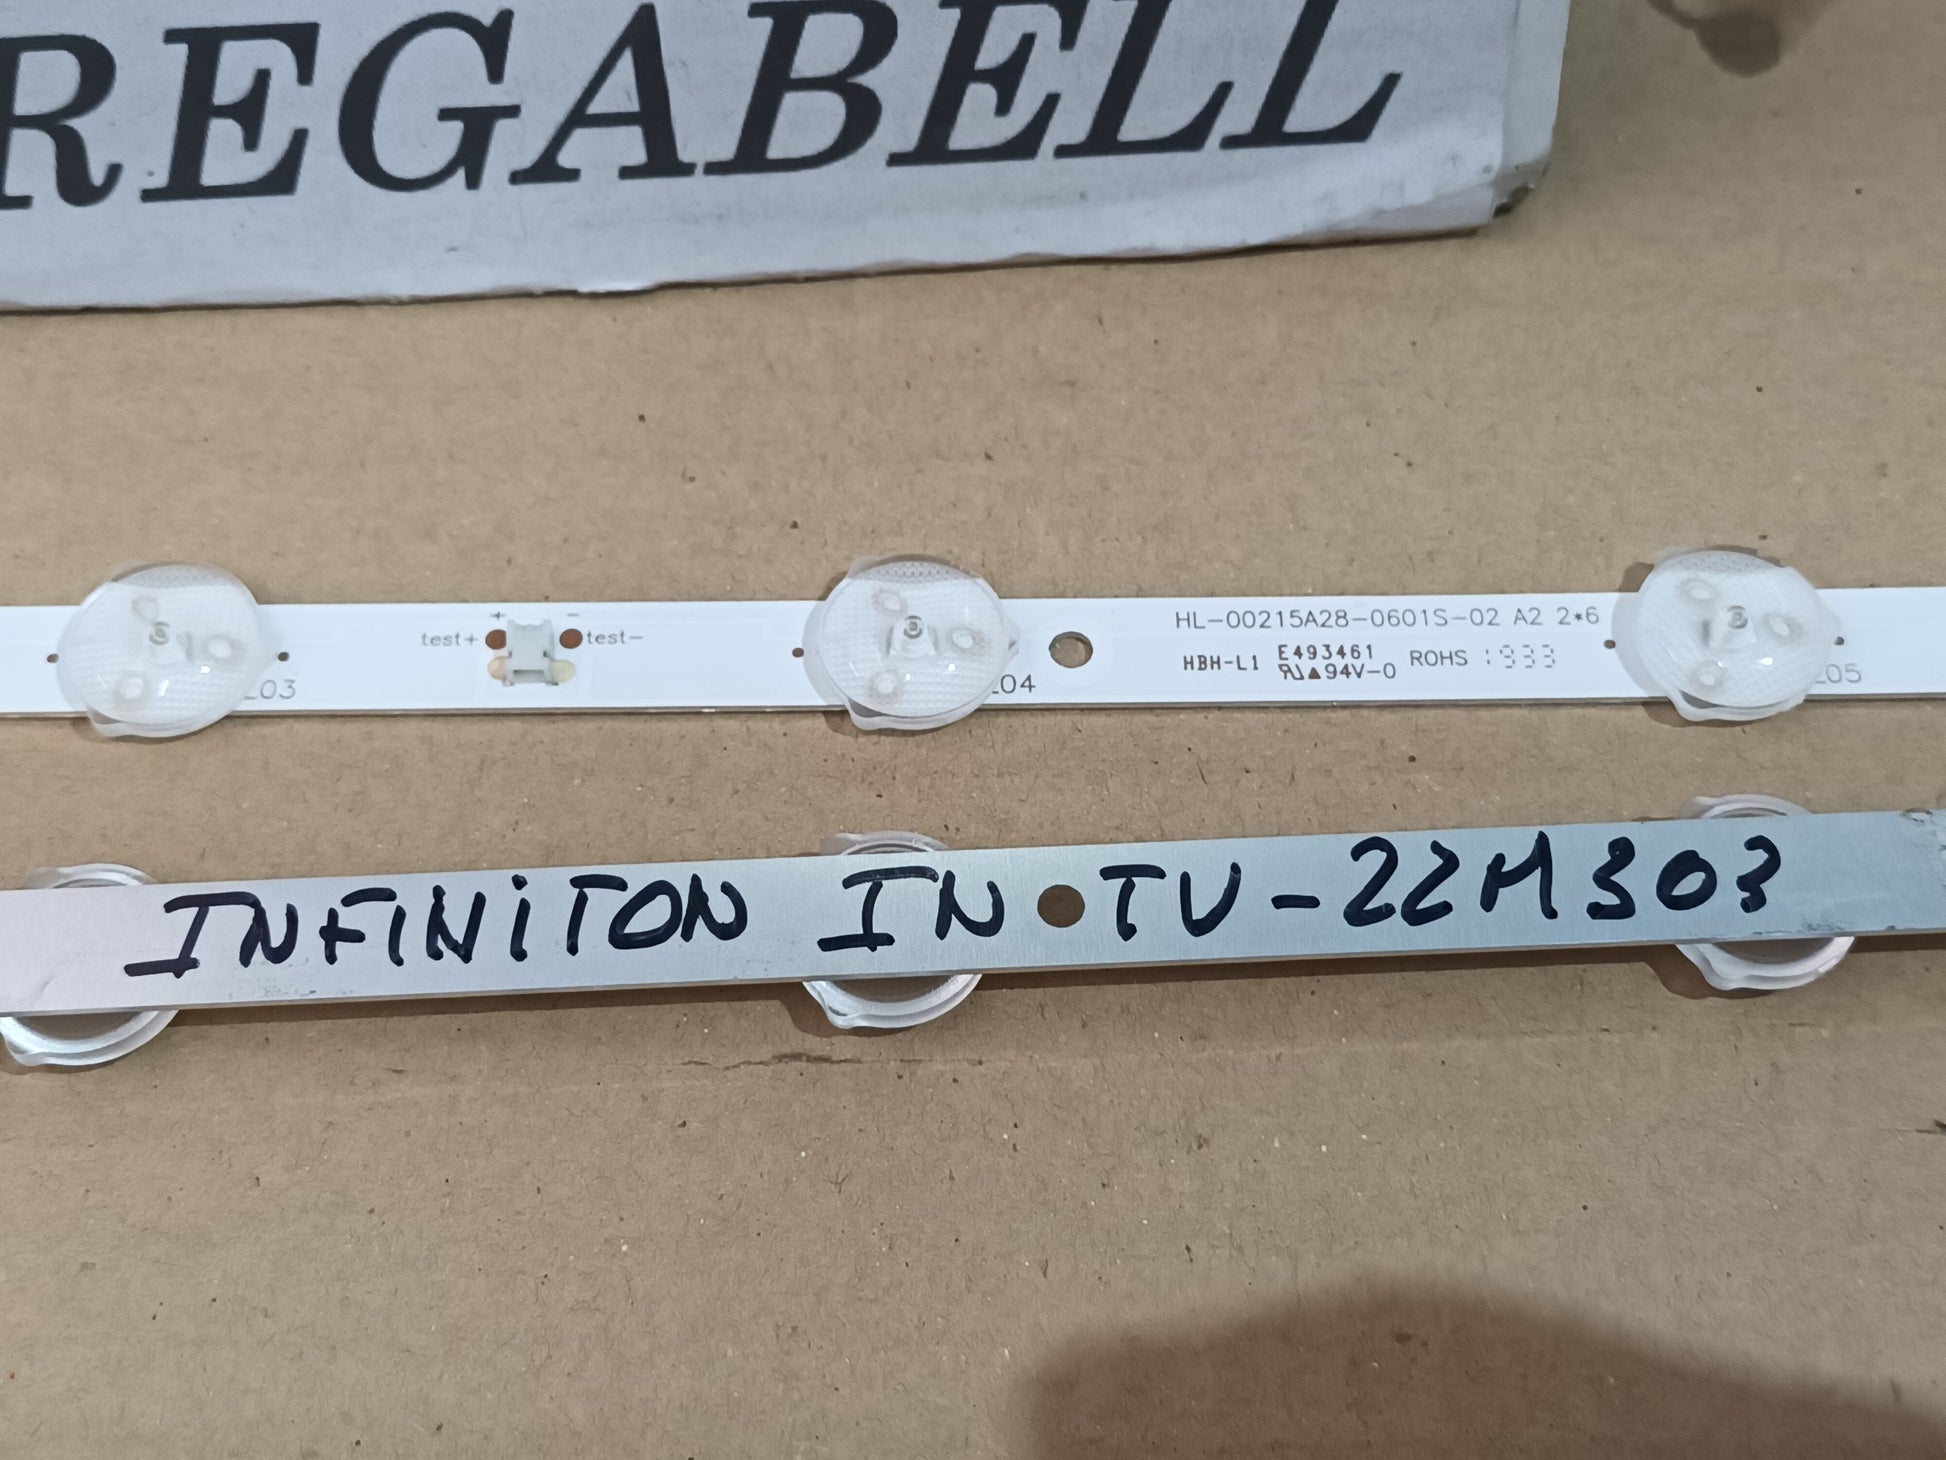 REGABELL
+ -
test+ test-
HL-00215A28-0601S-02 A2 2*6
HBH-L1 E493461 94V-0 ROHS 1933
L03 L04 L05
INFINITON IN TV-22M303